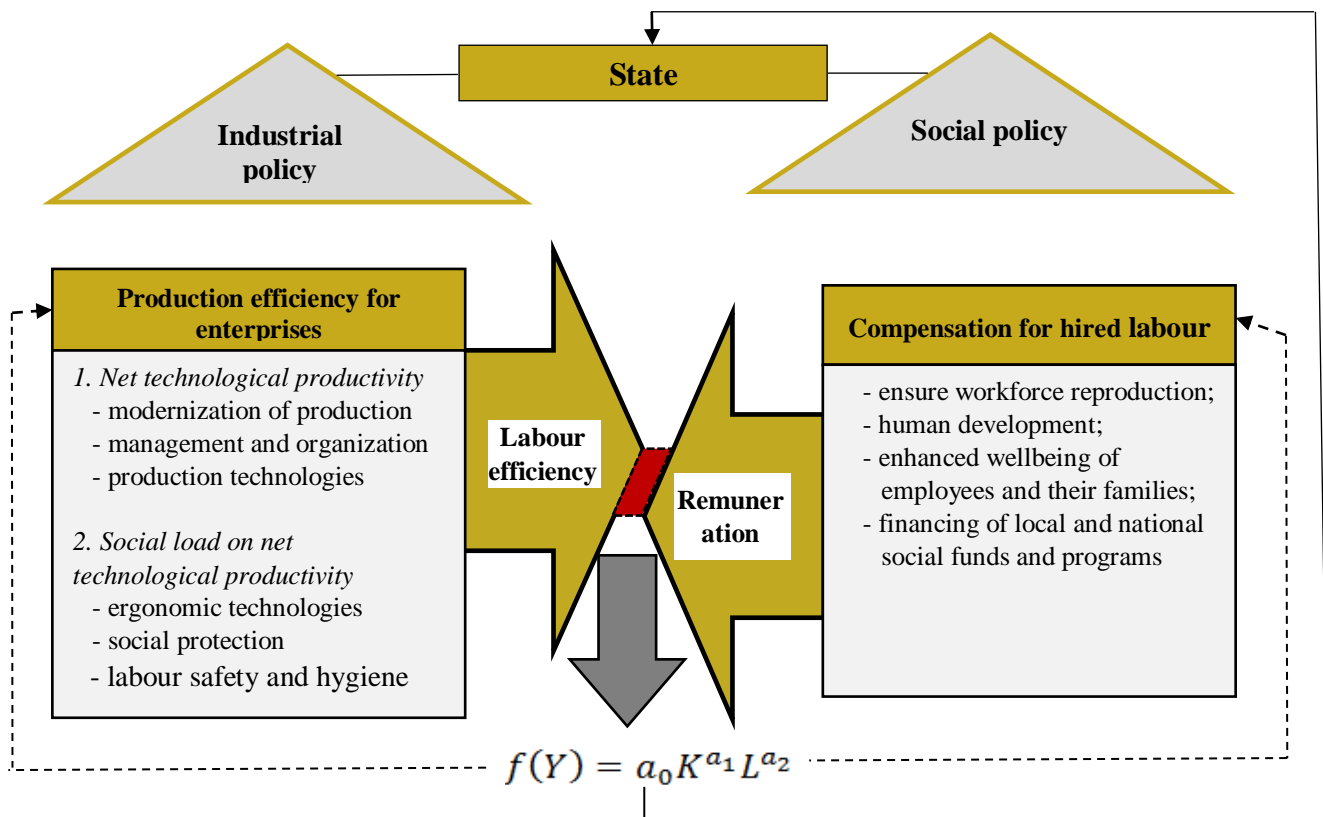 State
Industrial
policy
Social policy
Production efficiency for
enterprises
1. Net technological productivity
- modernization of production
- management and organization
- production technologies
2. Social load on net
technological productivity
- ergonomic technologies
- social protection
- labour safety and hygiene
Labour
efficiency
Remuner
ation
Compensation for hired labour
- ensure workforce reproduction;
- human development;
- enhanced wellbeing of
employees and their families;
- financing of local and national
social funds and programs
f(Y) = a₀K^{a₁}L^{a₂}